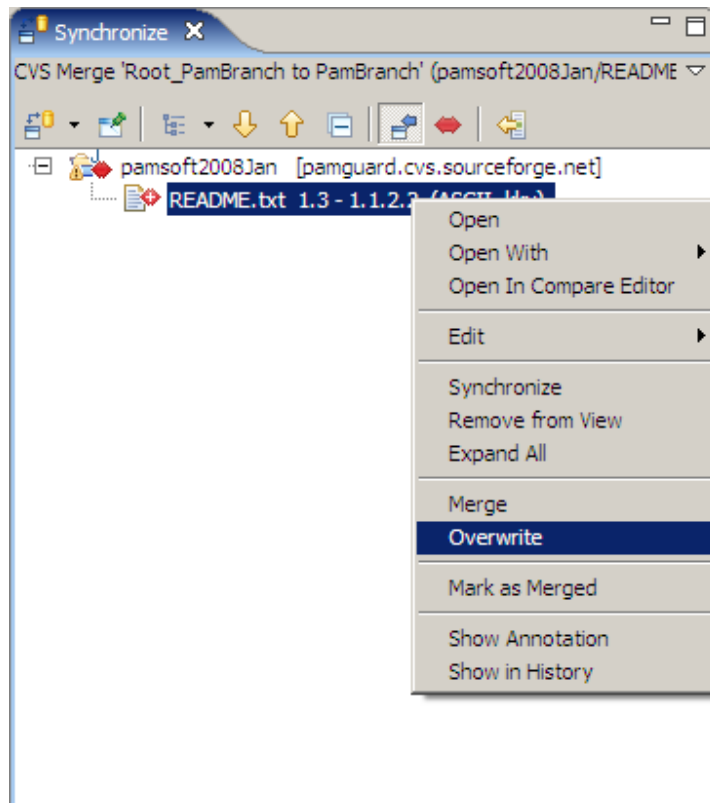 Synchronize
CVS Merge 'Root_PamBranch to PamBranch' (pamsoft2008Jan/README
pamsoft2008Jan [pamguard.cvs.sourceforge.net]
README.txt 1.3 - 1.1.2.2 (ASCII
Open
Open With
Open In Compare Editor
Edit
Synchronize
Remove from View
Expand All
Merge
Overwrite
Mark as Merged
Show Annotation
Show in History